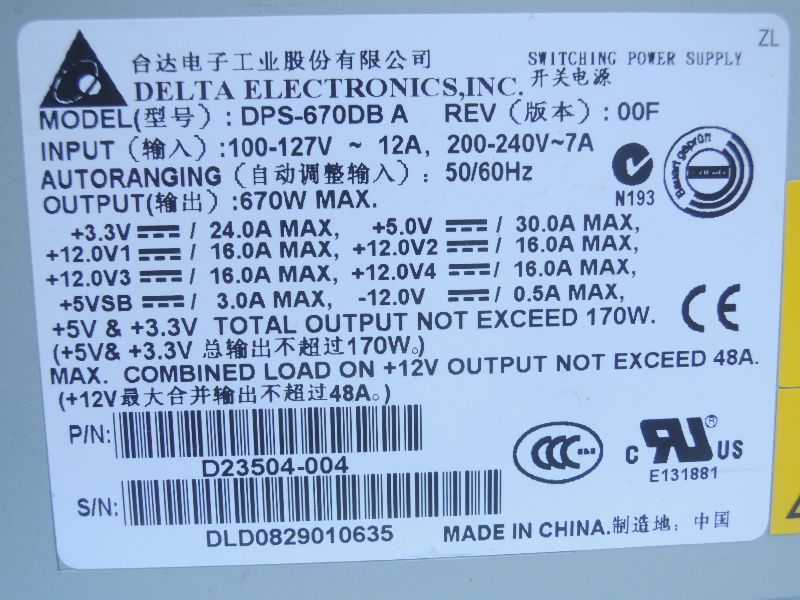 ZL
台达电子工业股份有限公司 SWITCHING POWER SUPPLY
DELTA ELECTRONICS,INC. 开关电源
MODEL(型号): DPS-670DB A REV(版本): 00F
INPUT(输入):100-127V ~ 12A, 200-240V~7A
AUTORANGING(自动调整输入): 50/60Hz
OUTPUT(输出):670W MAX.
N193
Bauart geprüft
+3.3V / 24.0A MAX, +5.0V / 30.0A MAX,
+12.0V1 / 16.0A MAX, +12.0V2 / 16.0A MAX,
+12.0V3 / 16.0A MAX, +12.0V4 / 16.0A MAX,
+5VSB / 3.0A MAX, -12.0V / 0.5A MAX,
+5V & +3.3V TOTAL OUTPUT NOT EXCEED 170W. CE
(+5V& +3.3V 总输出不超过170W。)
MAX. COMBINED LOAD ON +12V OUTPUT NOT EXCEED 48A.
(+12V最大合并输出不超过48A。)
P/N:
D23504-004
CCC
c RU ® US
E131881
S/N:
DLD0829010635
MADE IN CHINA.制造地: 中国